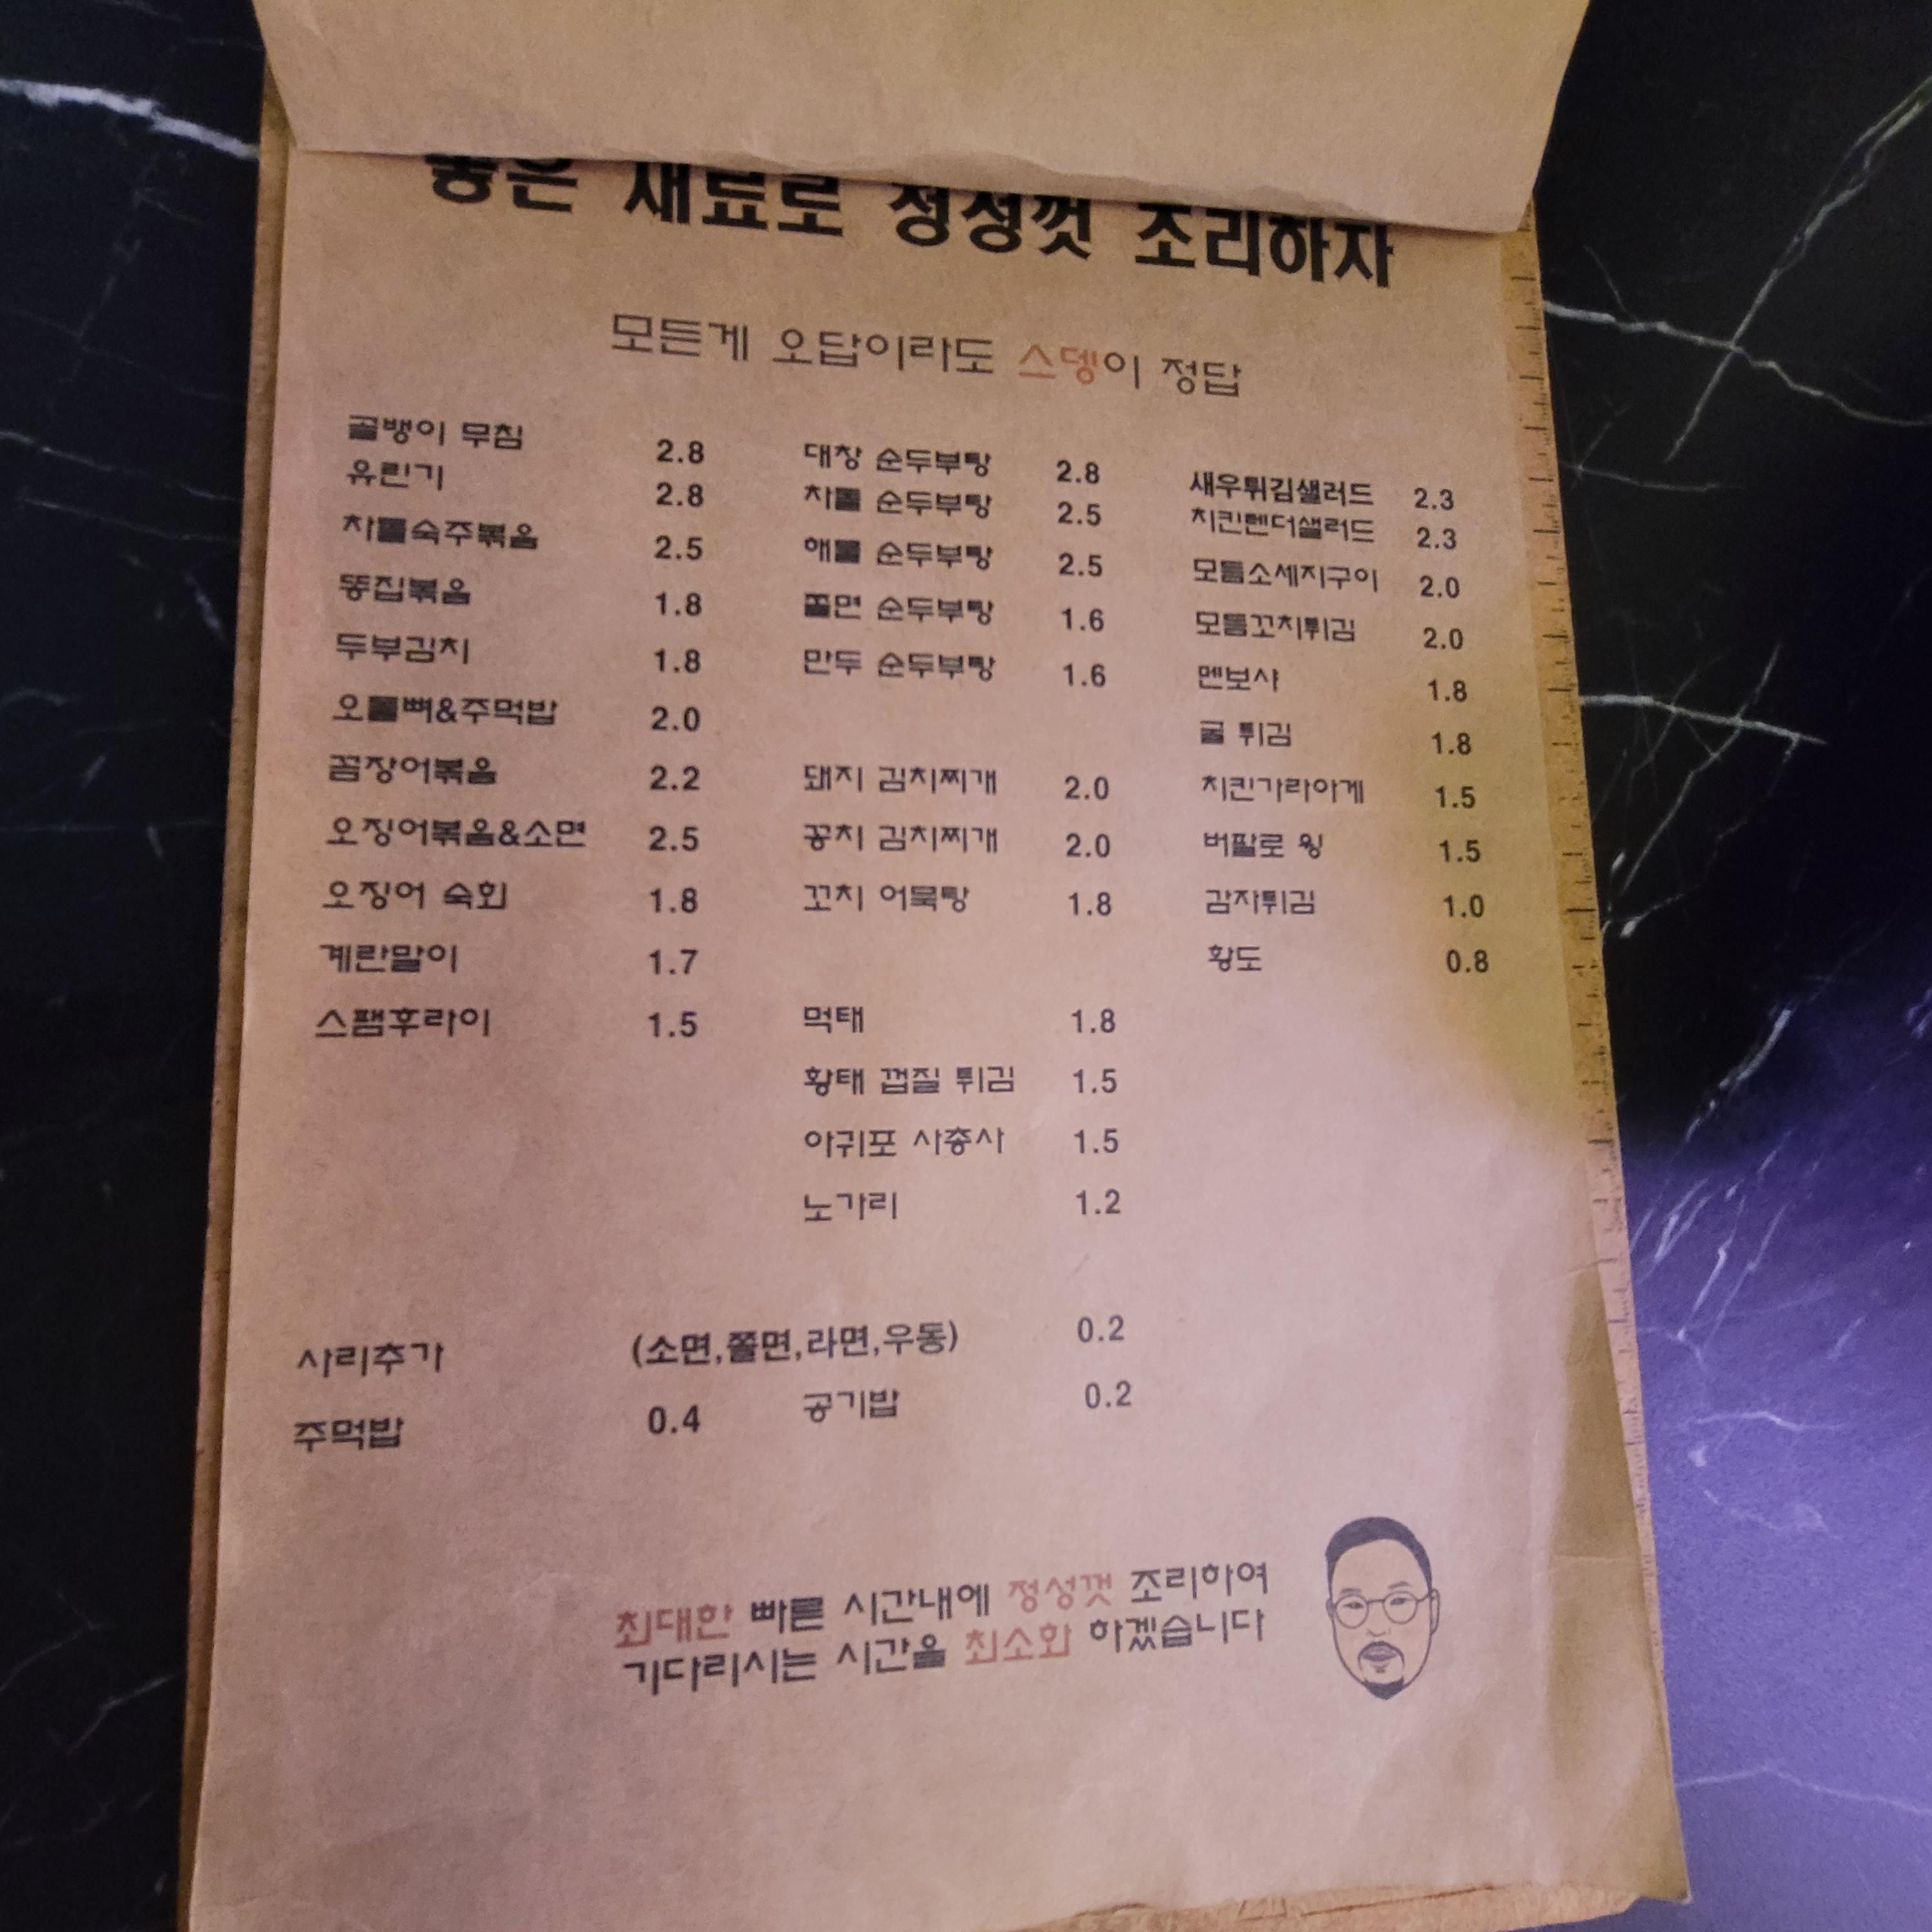 좋은 재료로 정성껏 조리하자
모든게 오답이라도 스뎅이 정답
골뱅이 무침 2.8
유린기 2.8
차돌숙주볶음 2.5
똥집볶음 1.8
두부김치 1.8
오돌뼈&주먹밥 2.0
꼼장어볶음 2.2
오징어볶음&소면 2.5
오징어 숙회 1.8
계란말이 1.7
스팸후라이 1.5
대창 순두부탕 2.8
차돌 순두부탕 2.5
해물 순두부탕 2.5
쫄면 순두부탕 1.6
만두 순두부탕 1.6
돼지 김치찌개 2.0
꽁치 김치찌개 2.0
꼬치 어묵탕 1.8
먹태 1.8
황태 껍질 튀김 1.5
아귀포 사총사 1.5
노가리 1.2
새우튀김샐러드 2.3
치킨텐더샐러드 2.3
모듬소세지구이 2.0
모듬꼬치튀김 2.0
멘보샤 1.8
굴 튀김 1.8
치킨가라아게 1.5
버팔로 윙 1.5
감자튀김 1.0
황도 0.8
사리추가 (소면,쫄면,라면,우동) 0.2
주먹밥 0.4 공기밥 0.2
최대한 빠른 시간내에 정성껏 조리하여
기다리시는 시간을 최소화 하겠습니다